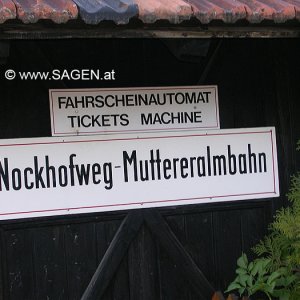 © www.SAGEN.at
FAHRSCHEINAUTOMAT
TICKETS MACHINE
Nockhofweg-Muttereralmbahn